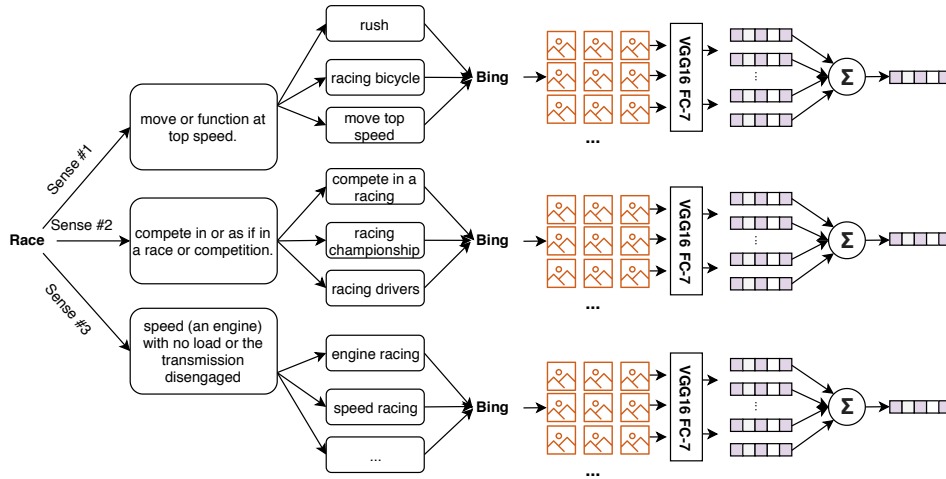 Race
Sense #1
Sense #2
Sense #3
move or function at
top speed.
rush
racing bicycle
move top
speed
Bing
...
VGG16 FC-7
...
Σ
compete in or as if in
a race or competition.
compete in a
racing
racing
championship
racing drivers
Bing
...
VGG16 FC-7
...
Σ
speed (an engine)
with no load or the
transmission
disengaged
engine racing
speed racing
...
Bing
...
VGG16 FC-7
...
Σ